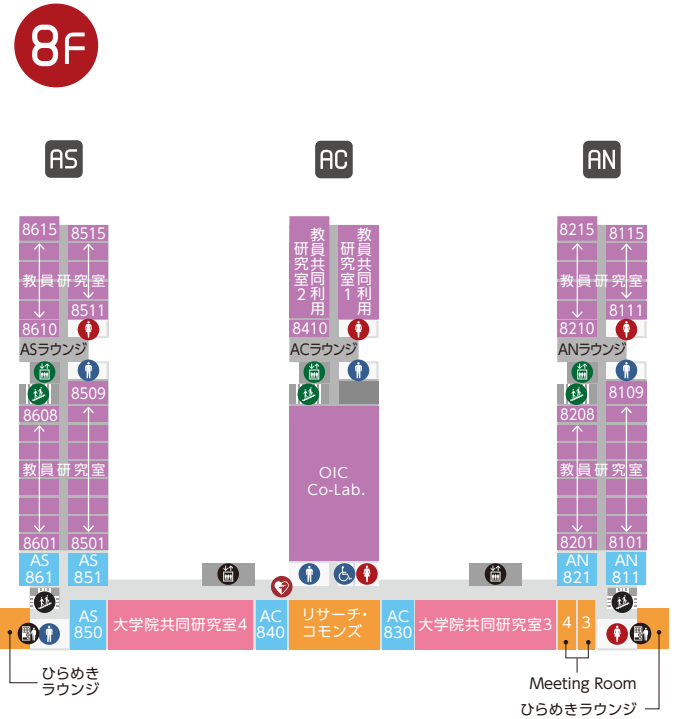 8F
AS
AC
AN
8615
8515
教員研究室
8511
8610
ASラウンジ
8509
8608
教員研究室
8601
8501
AS
861
AS
851
教員共同利用
研究室2
教員共同利用
研究室1
8410
ACラウンジ
OIC
Co-Lab.
8215
8115
教員研究室
8111
8210
ANラウンジ
8109
8208
教員研究室
8201
8101
AN
821
AN
811
AS
850
大学院共同研究室4
AC
840
リサーチ・
コモンズ
AC
830
大学院共同研究室3
4
3
ひらめき
ラウンジ
Meeting Room
ひらめきラウンジ